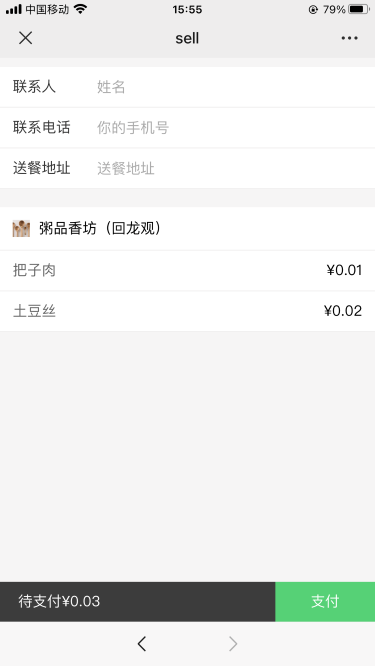 中国移动 15:55 79%
sell
联系人 姓名
联系电话 你的手机号
送餐地址 送餐地址
粥品香坊（回龙观）
把子肉 ¥0.01
土豆丝 ¥0.02
待支付¥0.03 支付